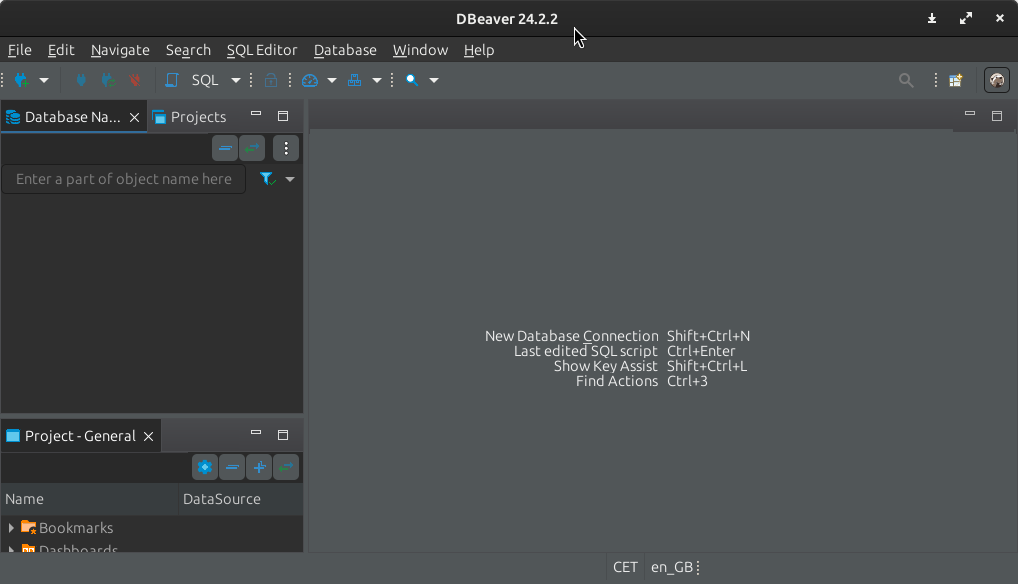 DBeaver 24.2.2
File Edit Navigate Search SQL Editor Database Window Help
SQL
Database Na...
Projects
Enter a part of object name here
New Database Connection Shift+Ctrl+N
Last edited SQL script Ctrl+Enter
Show Key Assist Shift+Ctrl+L
Find Actions Ctrl+3
Project - General
Name DataSource
Bookmarks
Dashboards
CET en_GB